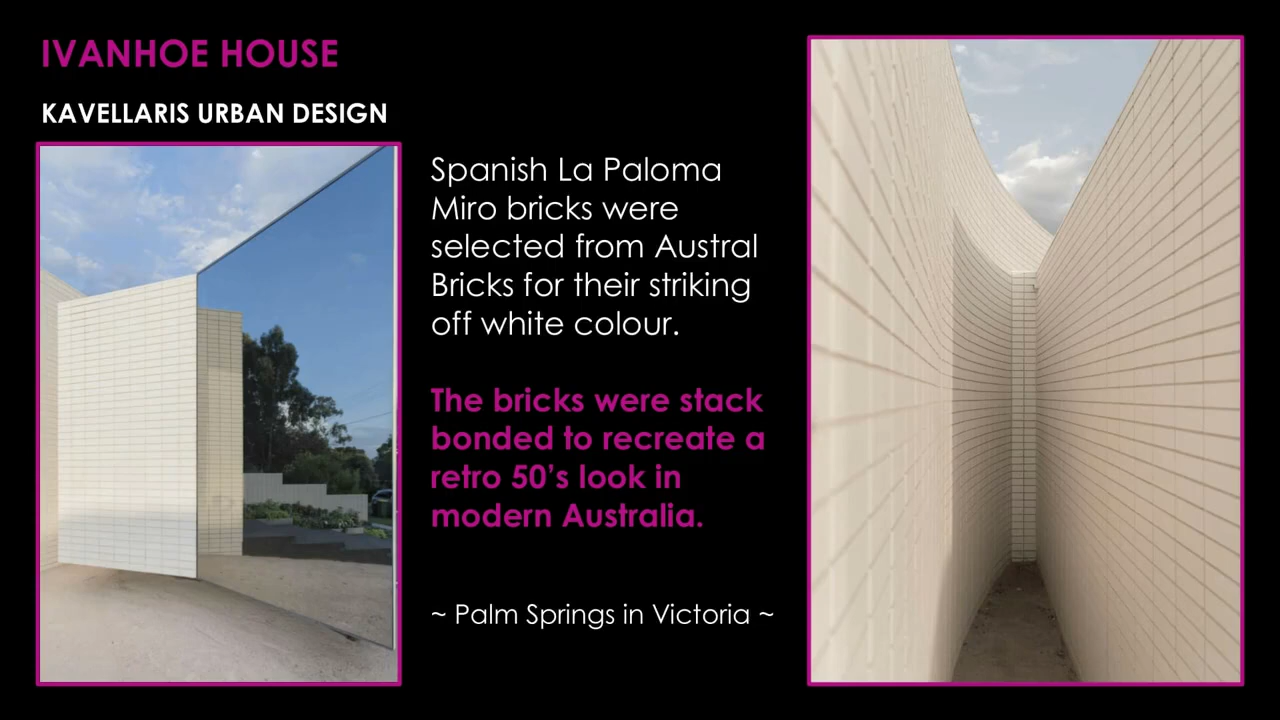 IVANHOE HOUSE
KAVELLARIS URBAN DESIGN
Spanish La Paloma
Miro bricks were
selected from Austral
Bricks for their striking
off white colour.
The bricks were stack
bonded to recreate a
retro 50’s look in
modern Australia.
~ Palm Springs in Victoria ~